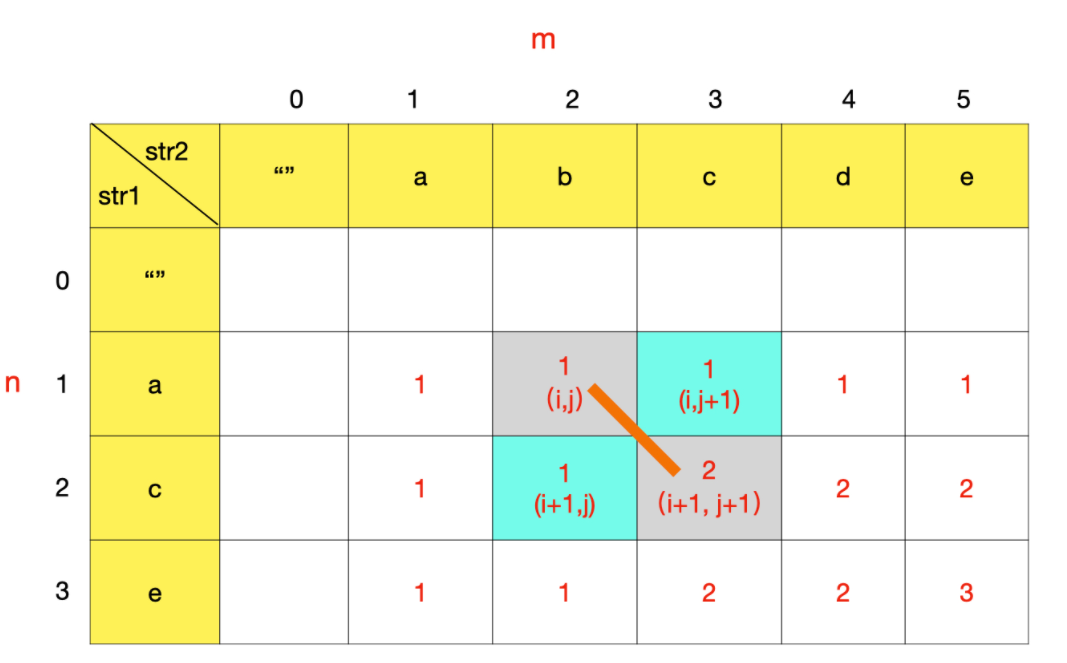 m
0 1 2 3 4 5
str2
str1
“” a b c d e
0 “”
n 1 a 1 1 1 1 1
(i,j) (i,j+1)
2 c 1 1 2 2 2
(i+1,j) (i+1, j+1)
3 e 1 1 2 2 3